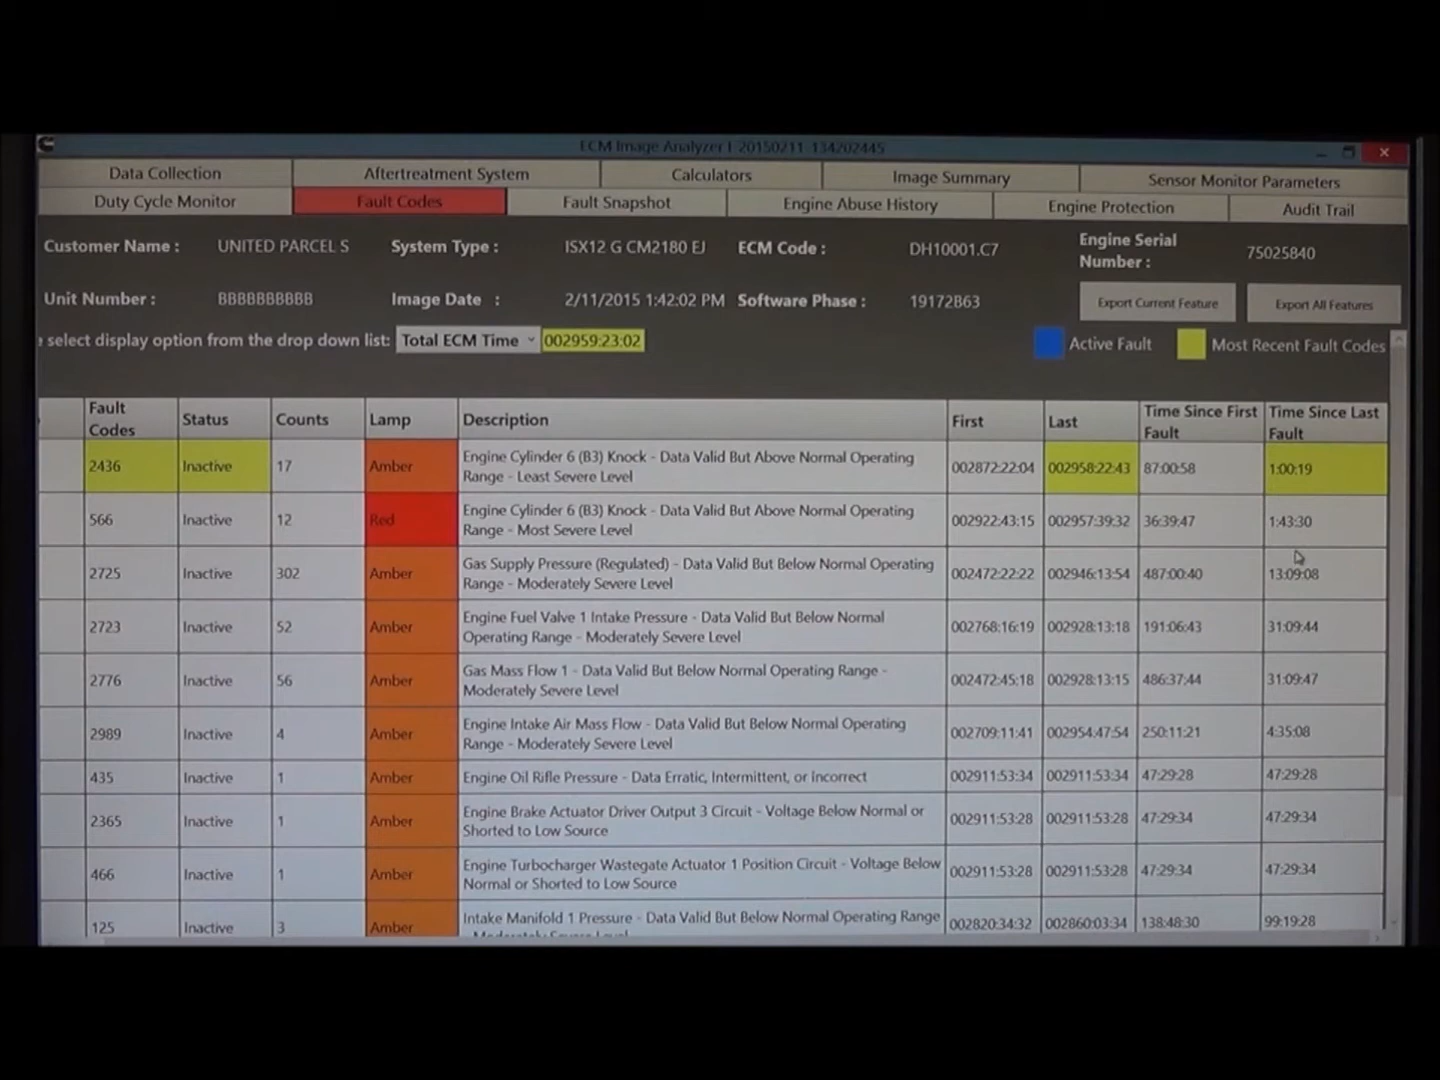 ECM Image Analyzer I-20150211-134202445
Data Collection Aftertreatment System Calculators Image Summary Sensor Monitor Parameters
Duty Cycle Monitor Fault Codes Fault Snapshot Engine Abuse History Engine Protection Audit Trail
Customer Name : UNITED PARCEL S System Type : ISX12 G CM2180 EJ ECM Code : DH10001.C7 Engine Serial Number : 75025840
Unit Number : BBBBBBBBBB Image Date : 2/11/2015 1:42:02 PM Software Phase : 19172B63 Export Current Feature Export All Features
select display option from the drop down list: Total ECM Time 002959:23:02 Active Fault Most Recent Fault Codes
Fault Codes Status Counts Lamp Description First Last Time Since First Fault Time Since Last Fault
2436 Inactive 17 Amber Engine Cylinder 6 (B3) Knock - Data Valid But Above Normal Operating
Range - Least Severe Level 002872:22:04 002958:22:43 87:00:58 1:00:19
566 Inactive 12 Red Engine Cylinder 6 (B3) Knock - Data Valid But Above Normal Operating
Range - Most Severe Level 002922:43:15 002957:39:32 36:39:47 1:43:30
2725 Inactive 302 Amber Gas Supply Pressure (Regulated) - Data Valid But Below Normal Operating
Range - Moderately Severe Level 002472:22:22 002946:13:54 487:00:40 13:09:08
2723 Inactive 52 Amber Engine Fuel Valve 1 Intake Pressure - Data Valid But Below Normal
Operating Range - Moderately Severe Level 002768:16:19 002928:13:18 191:06:43 31:09:44
2776 Inactive 56 Amber Gas Mass Flow 1 - Data Valid But Below Normal Operating Range -
Moderately Severe Level 002472:45:18 002928:13:15 486:37:44 31:09:47
2989 Inactive 4 Amber Engine Intake Air Mass Flow - Data Valid But Below Normal Operating
Range - Moderately Severe Level 002709:11:41 002954:47:54 250:11:21 4:35:08
435 Inactive 1 Amber Engine Oil Rifle Pressure - Data Erratic, Intermittent, or Incorrect 002911:53:34 002911:53:34 47:29:28 47:29:28
2365 Inactive 1 Amber Engine Brake Actuator Driver Output 3 Circuit - Voltage Below Normal or
Shorted to Low Source 002911:53:28 002911:53:28 47:29:34 47:29:34
466 Inactive 1 Amber Engine Turbocharger Wastegate Actuator 1 Position Circuit - Voltage Below
Normal or Shorted to Low Source 002911:53:28 002911:53:28 47:29:34 47:29:34
125 Inactive 3 Amber Intake Manifold 1 Pressure - Data Valid But Below Normal Operating Range 002820:34:32 002860:03:34 138:48:30 99:19:28